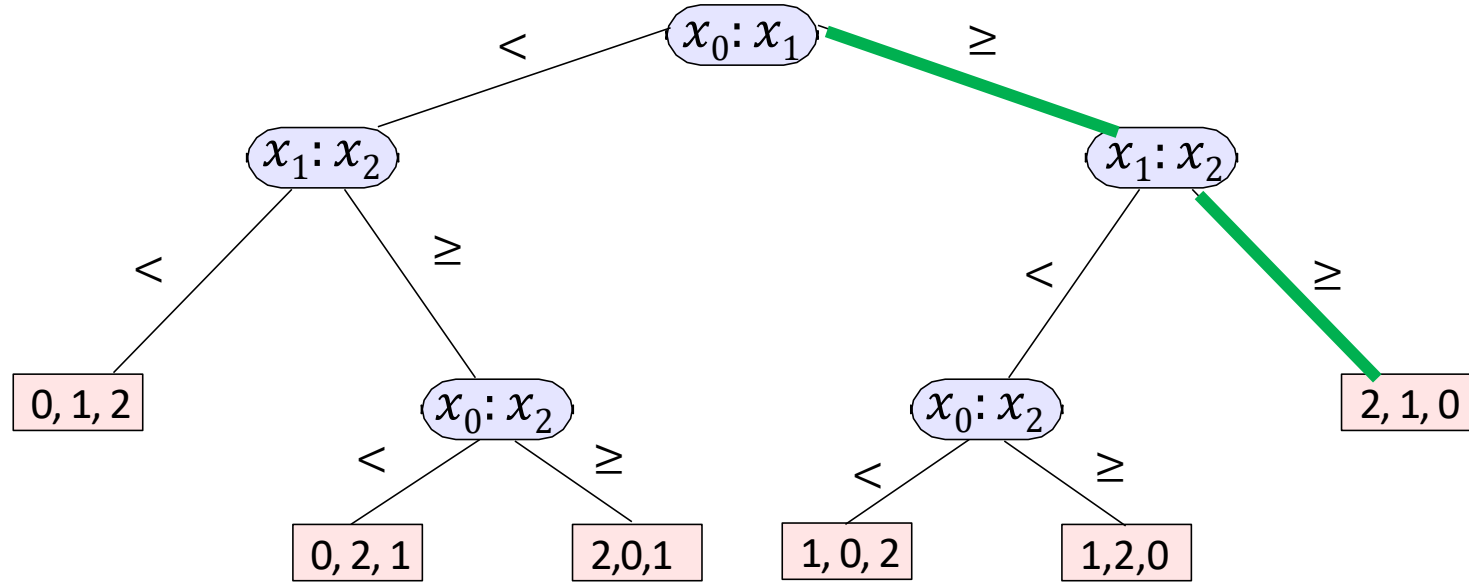 x₀: x₁
< ≥
x₁: x₂ x₁: x₂
< ≥ < ≥
0, 1, 2 x₀: x₂ x₀: x₂ 2, 1, 0
< ≥ < ≥
0, 2, 1 2,0,1 1, 0, 2 1,2,0